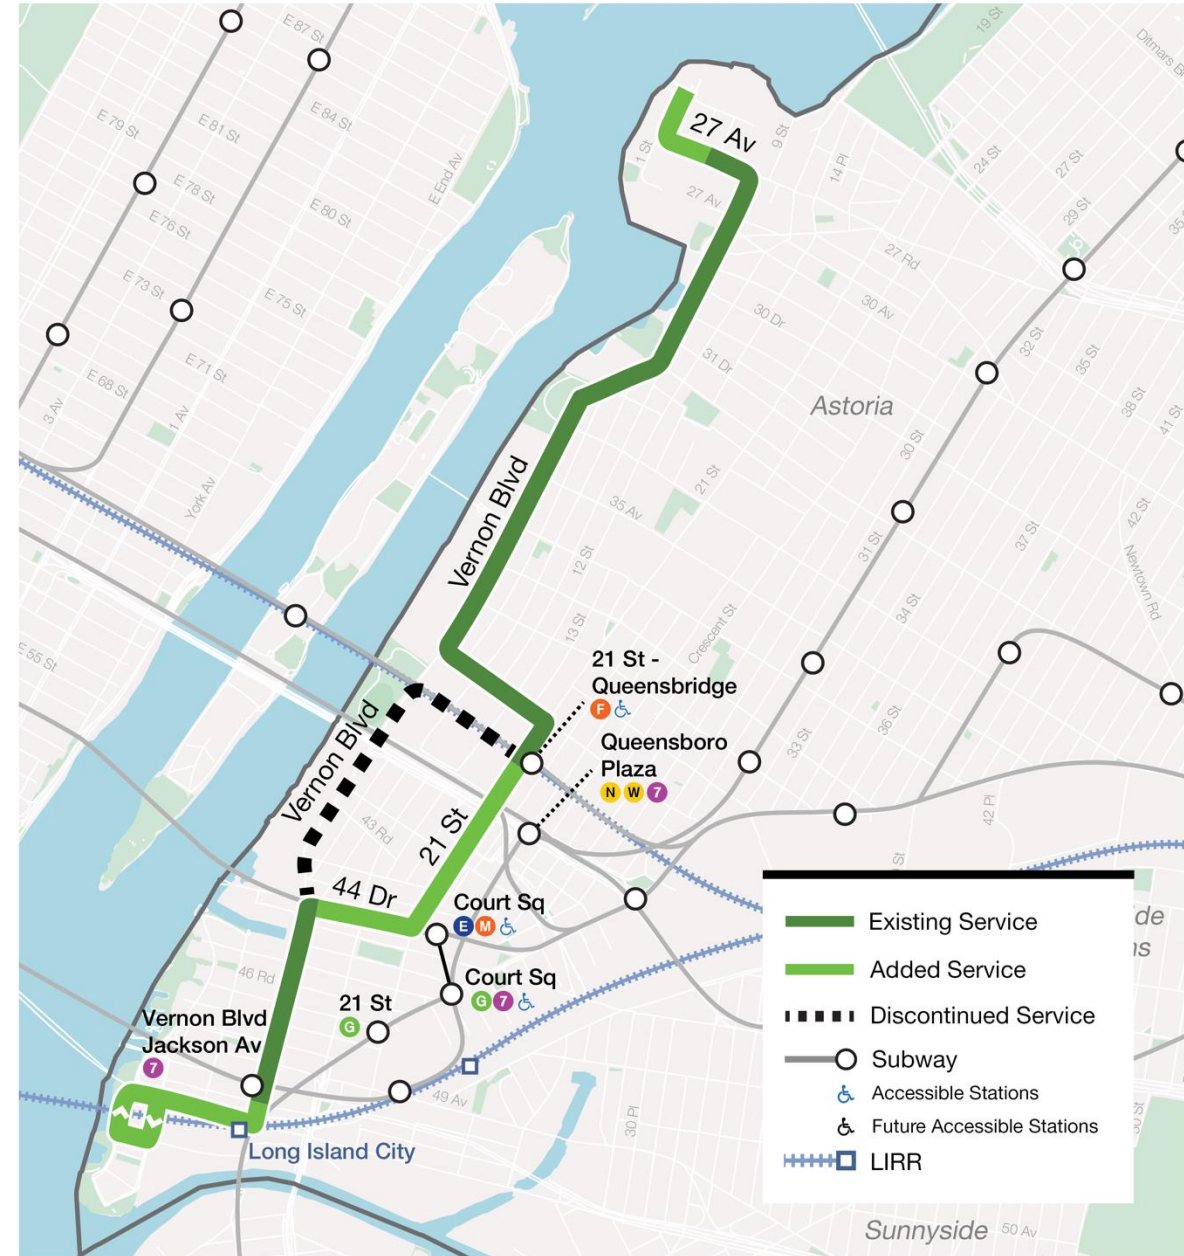 E 87 St
19 St
Ditmars B
E 84 St
E 79 St
E 81 St
27 Av
9 St
14 Pl
1 St
24 St
27 St
E 78 St
E End Av
E 76 St
E 80 St
27 Av
29 St
35 S
E 73 St
E 75 St
27 Rd
30 Av
30 Dr
32 St
E 71 St
31 Dr
35 St
E 68 St
3 Av
1 Av
Astoria
38 St
41 St
30 St
York Av
Vernon Blvd
21 St
35 Av
42 St
37 St
31 St
12 St
Newtown Rd
34 St
13 St
Crescent St
E 55 St
21 St -
Queensbridge
F
36 St
33 St
Vernon Blvd
Queensboro
Plaza
N W 7
43 Rd
21 St
42 Pl
St
44 Dr
Court Sq
E M
de
ns
46 Rd
Court Sq
G 7
21 St
G
Vernon Blvd
Jackson Av
7
49 Av
30 Pl
50 St
Long Island City
Existing Service
Added Service
Discontinued Service
Subway
Accessible Stations
Future Accessible Stations
LIRR
Sunnyside
50 Av